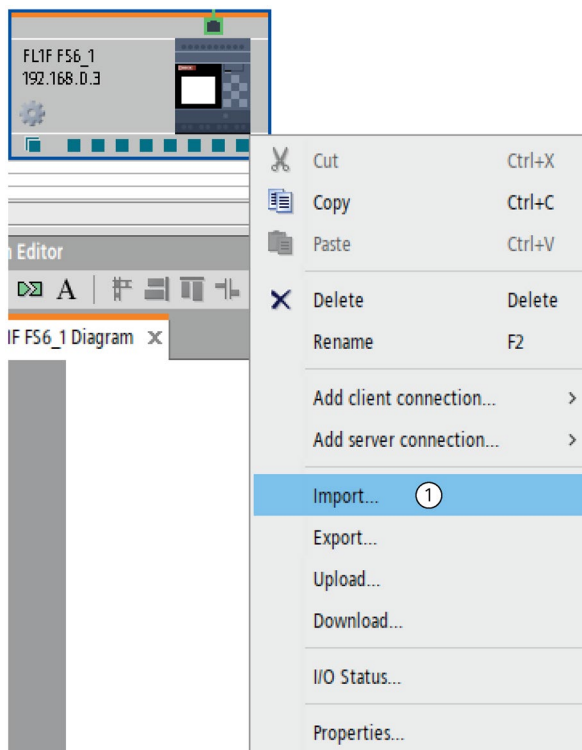 FL1F FS6_1
192.168.0.3
Cut Ctrl+X
Copy Ctrl+C
Paste Ctrl+V
Delete Delete
Rename F2
Add client connection... >
Add server connection... >
Import... 1
Export...
Upload...
Download...
I/O Status...
Properties...
Editor
A
IF FS6_1 Diagram x